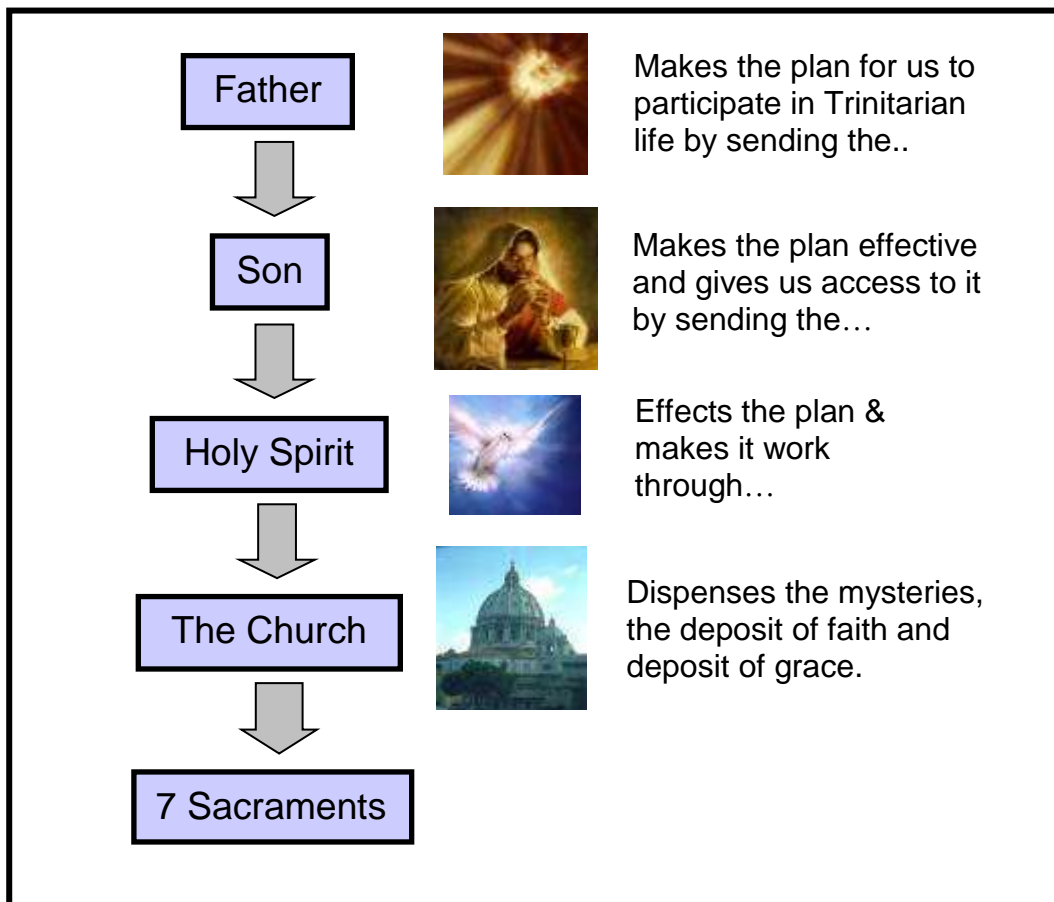 Father
Makes the plan for us to
participate in Trinitarian
life by sending the..
Son
Makes the plan effective
and gives us access to it
by sending the…
Holy Spirit
Effects the plan &
makes it work
through…
The Church
Dispenses the mysteries,
the deposit of faith and
deposit of grace.
7 Sacraments